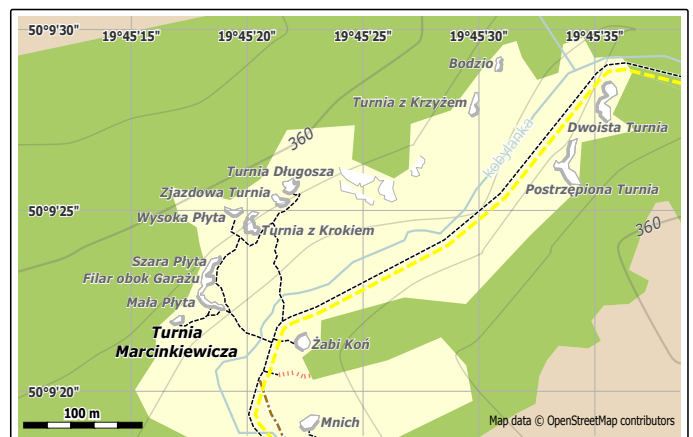 50°9'30"
19°45'15"
19°45'20"
19°45'25"
19°45'30"
19°45'35"
Bodzio
Turnia z Krzyżem
Dwoista Turnia
360
kobylanka
Turnia Długosza
Zjazdowa Turnia
Postrzępiona Turnia
50°9'25"
Wysoka Płyta
Turnia z Krokiem
360
Szara Płyta
Filar obok Garażu
Mała Płyta
Turnia
Marcinkiewicza
Żabi Koń
50°9'20"
100 m
Mnich
Map data © OpenStreetMap contributors